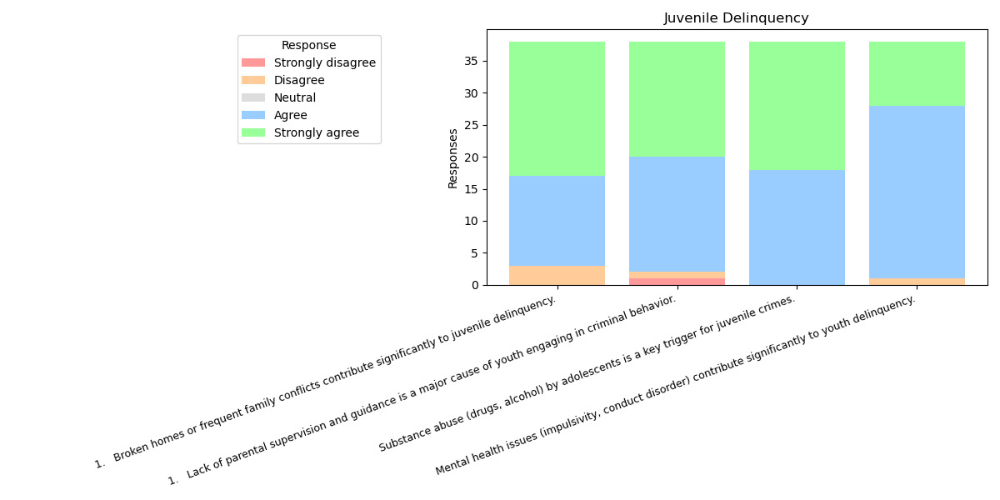 Juvenile Delinquency
Response
Strongly disagree
Disagree
Neutral
Agree
Strongly agree
Responses
35
30
25
20
15
10
5
0
1.   Broken homes or frequent family conflicts contribute significantly to juvenile delinquency.
1.   Lack of parental supervision and guidance is a major cause of youth engaging in criminal behavior.
Substance abuse (drugs, alcohol) by adolescents is a key trigger for juvenile crimes.
Mental health issues (impulsivity, conduct disorder) contribute significantly to youth delinquency.